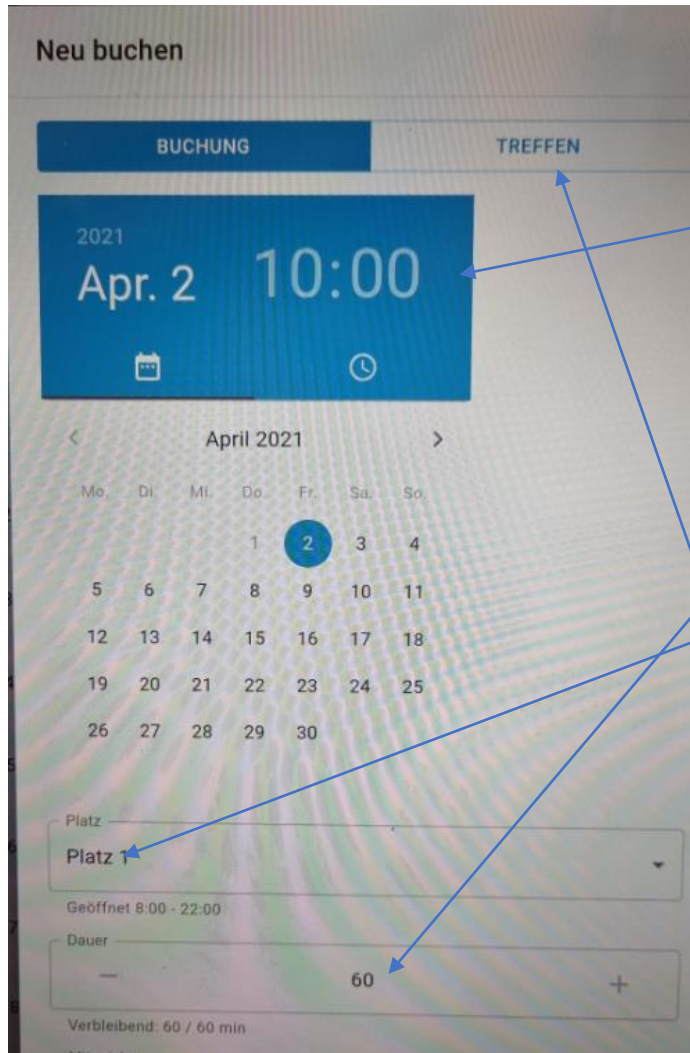 Neu buchen
BUCHUNG TREFFEN
2021
Apr. 2 10:00
April 2021
Mo. Di. Mi. Do. Fr. Sa. So.
1 2 3 4
5 6 7 8 9 10 11
12 13 14 15 16 17 18
19 20 21 22 23 24 25
26 27 28 29 30
Platz
Platz 1
Geöffnet 8:00 - 22:00
Dauer
60
Verbleibend: 60 / 60 min